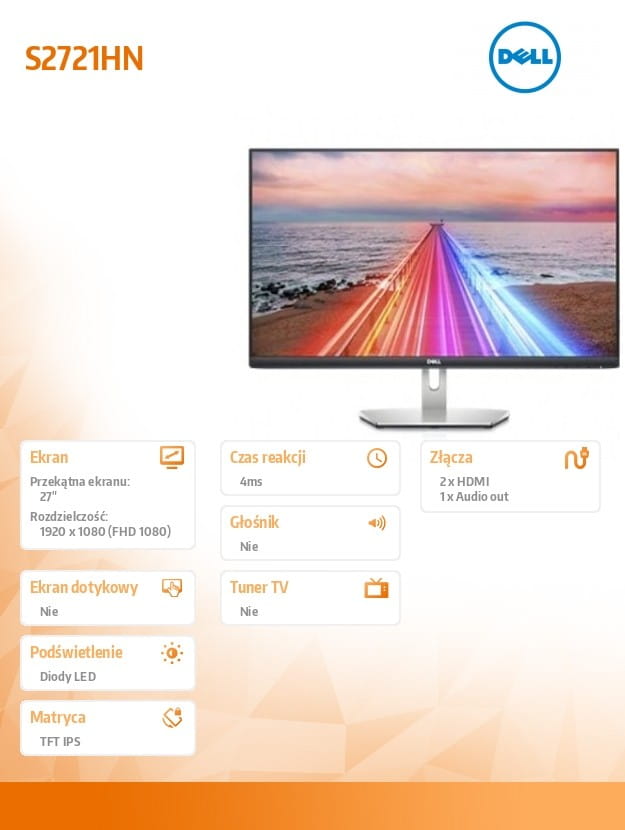 S2721HN
DELL
DELL
Ekran
Przekątna ekranu:
27"
Rozdzielczość:
1920 x 1080 (FHD 1080)
Czas reakcji
4ms
Złącza
2 x HDMI
1 x Audio out
Głośnik
Nie
Ekran dotykowy
Nie
Tuner TV
Nie
Podświetlenie
Diody LED
Matryca
TFT IPS